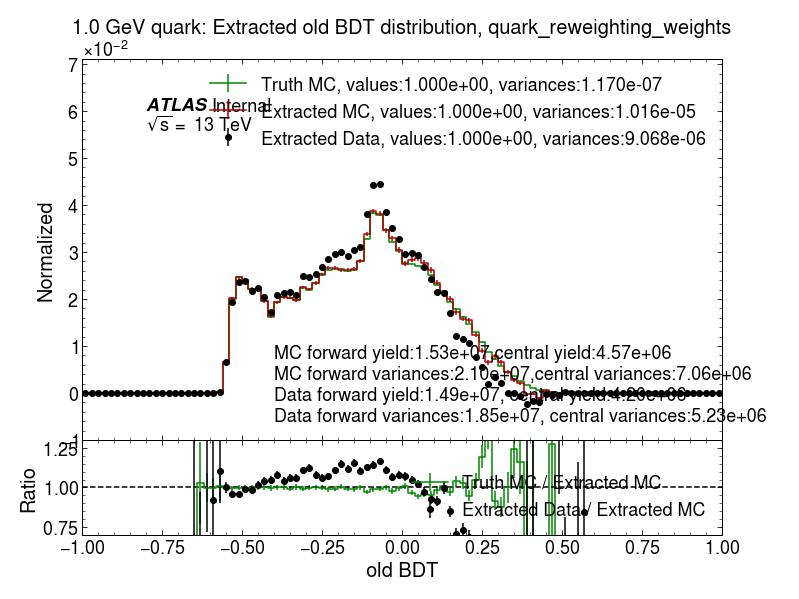 1.0 GeV quark: Extracted old BDT distribution, quark_reweighting_weights
×10⁻²
7
6
5
4
3
2
1
0
1
Normalized
ATLAS Internal
√s = 13 TeV
Truth MC, values:1.000e+00, variances:1.170e-07
Extracted MC, values:1.000e+00, variances:1.016e-05
Extracted Data, values:1.000e+00, variances:9.068e-06
MC forward yield:1.53e+07,central yield:4.57e+06
MC forward variances:2.10e+07,central variances:7.06e+06
Data forward yield:1.49e+07, central yield:
Data forward variances:1.85e+07, central variances:5.23e+06
1.25
1.00
0.75
Ratio
Truth MC / Extracted MC
Extracted Data / Extracted MC
−1.00 −0.75 −0.50 −0.25 0.00 0.25 0.50 0.75 1.00
old BDT